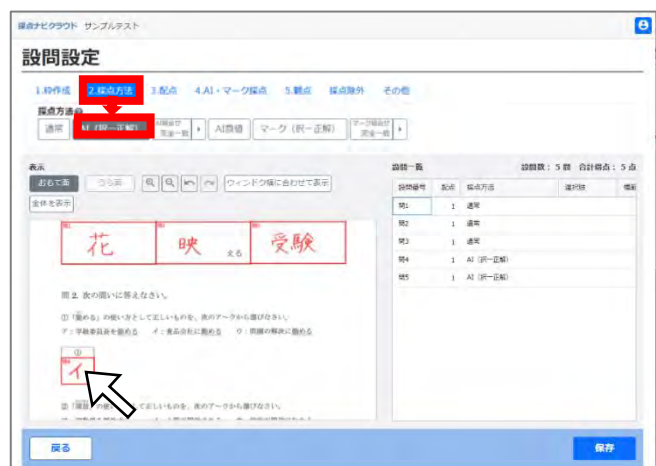 採点ナビクラウド サンプルテスト
設問設定
1.枠作成 2.採点方法 3.配点 4.AI・マーク採点 5.観点 採点除外 その他
採点方法
通常 AI（択一正解） AI数値 マーク（択一正解）
表示
おもて面 うら面 ウィンドウ幅に合わせて表示
全体を表示
花 映 える 受験
問2. 次の問いに答えなさい。
①
イ
②
設問一覧 設問数：5問 合計得点：5点
設問番号 配点 採点方法 選択肢
問1 1 通常
問2 1 通常
問3 1 通常
問4 1 AI（択一正解）
問5 1 AI（択一正解）
戻る 保存